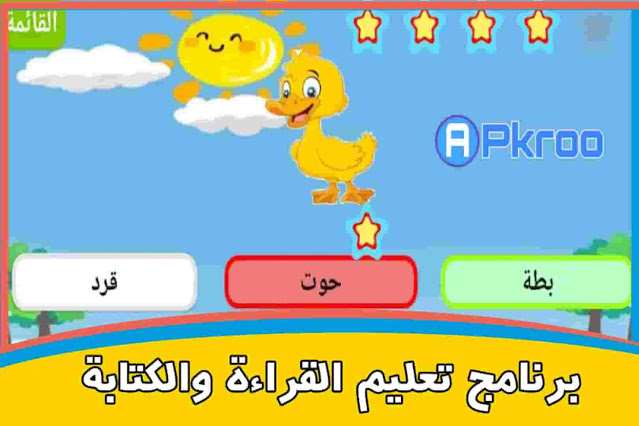 القائمة
APkroo
بطة
حوت
قرد
برنامج تعليم القراءة والكتابة